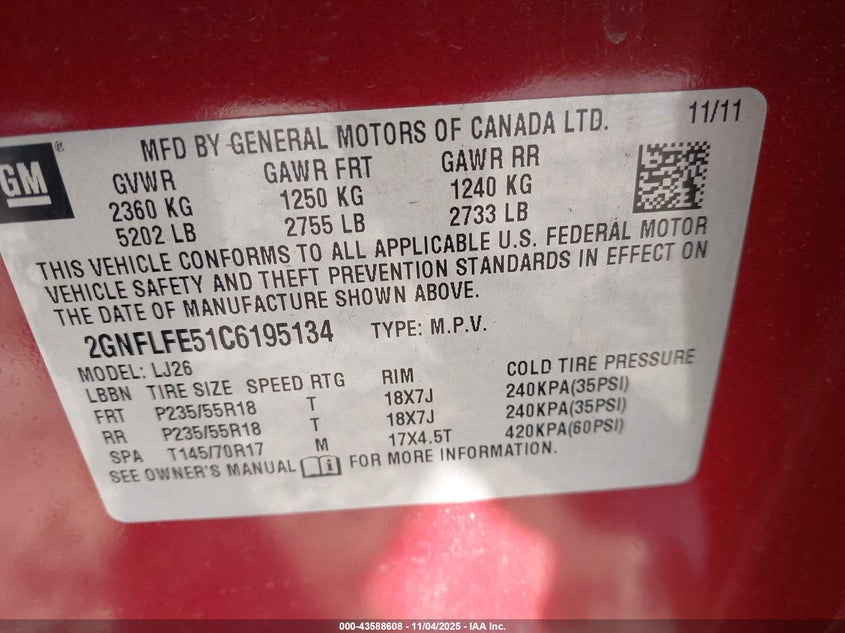 MFD BY GENERAL MOTORS OF CANADA LTD. 11/11
GM ®
GVWR GAWR FRT GAWR RR
2360 KG 1250 KG 1240 KG
5202 LB 2755 LB 2733 LB
THIS VEHICLE CONFORMS TO ALL APPLICABLE U.S. FEDERAL MOTOR
VEHICLE SAFETY AND THEFT PREVENTION STANDARDS IN EFFECT ON
THE DATE OF MANUFACTURE SHOWN ABOVE.
2GNFLFE51C6195134 TYPE: M.P.V.
MODEL: LJ26
LBBN TIRE SIZE SPEED RTG RIM COLD TIRE PRESSURE
FRT P235/55R18 T 18X7J 240KPA(35PSI)
RR P235/55R18 T 18X7J 240KPA(35PSI)
SPA T145/70R17 M 17X4.5T 420KPA(60PSI)
SEE OWNER'S MANUAL FOR MORE INFORMATION.
000-43588608 - 11/04/2025 - IAA Inc.